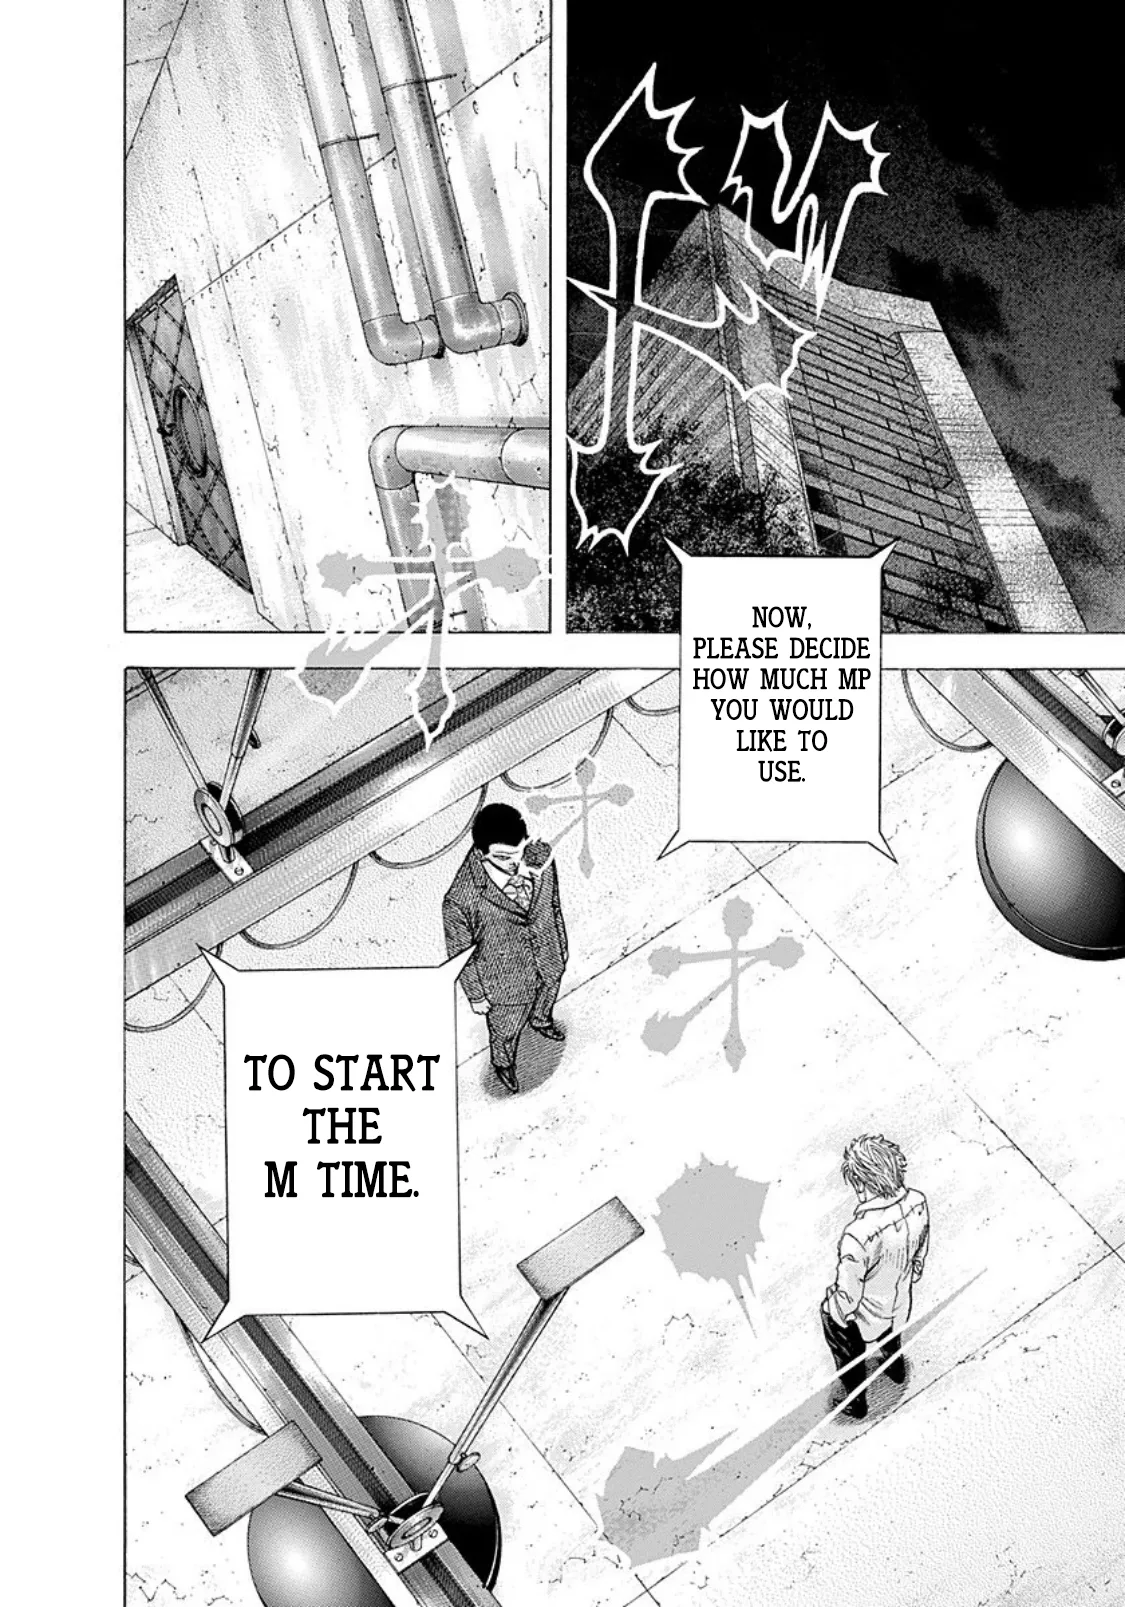 NOW,
PLEASE DECIDE
HOW MUCH MP
YOU WOULD
LIKE TO
USE.
TO START
THE
M TIME.